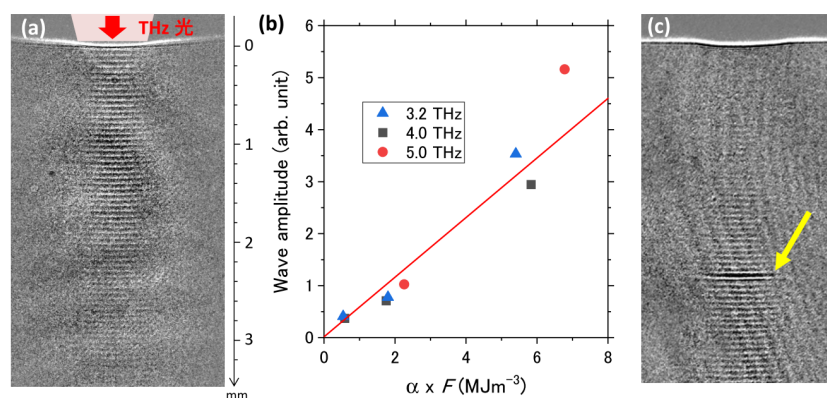 (a)
THz 光
0
1
2
3
mm
(b)
Wave amplitude (arb. unit)
6
5
4
3
2
1
0
3.2 THz
4.0 THz
5.0 THz
0 2 4 6 8
α x F (MJm⁻³)
(c)